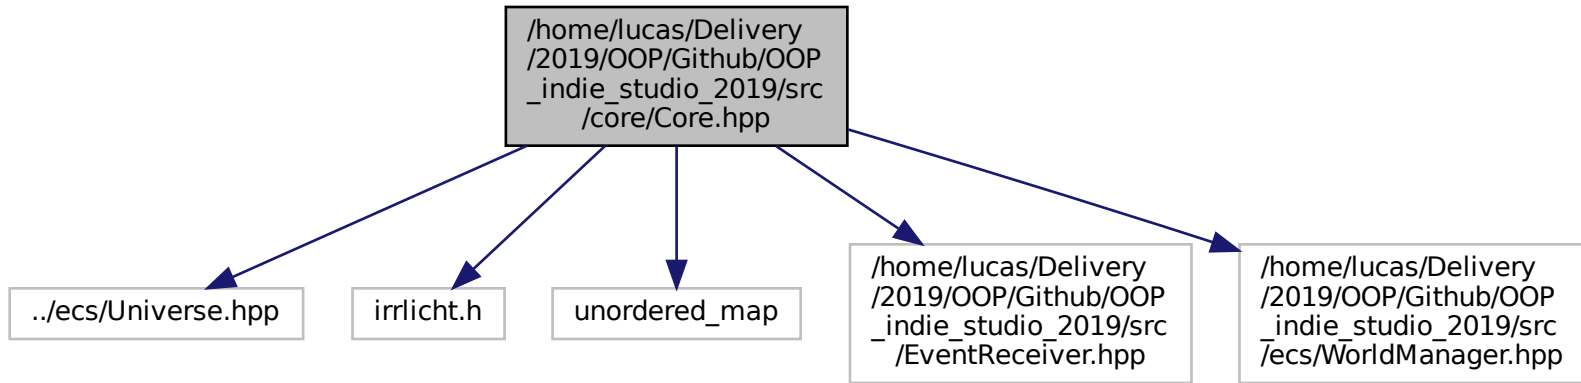 /home/lucas/Delivery
/2019/OOP/Github/OOP
_indie_studio_2019/src
/core/Core.hpp
../ecs/Universe.hpp
irrlicht.h
unordered_map
/home/lucas/Delivery
/2019/OOP/Github/OOP
_indie_studio_2019/src
/EventReceiver.hpp
/home/lucas/Delivery
/2019/OOP/Github/OOP
_indie_studio_2019/src
/ecs/WorldManager.hpp